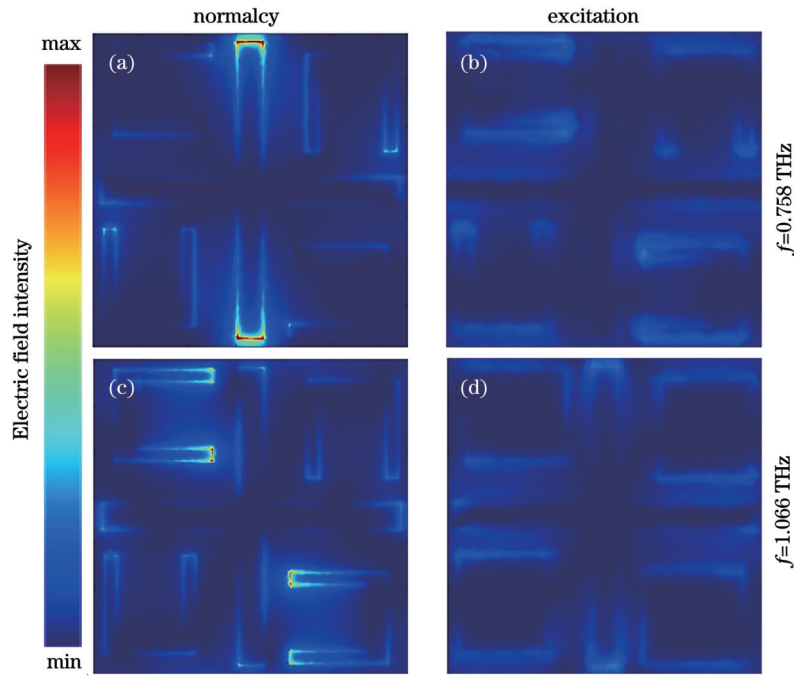 normalcy
excitation
max
(a)
(b)
f=0.758 THz
Electric field intensity
(c)
(d)
f=1.066 THz
min